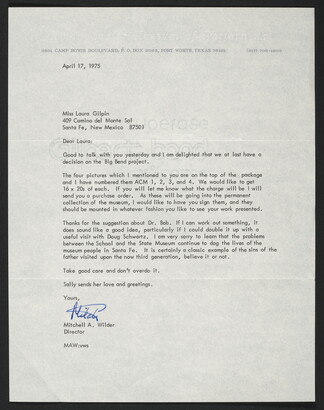 3501 CAMP BOWIE BOULEVARD, P. O. BOX 2365, FORT WORTH, TEXAS 76101
April 17, 1975
Miss Laura Gilpin
409 Camino del Monte Sol
Santa Fe, New Mexico 87501
Dear Laura:
Good to talk with you yesterday and I am delighted that we at last have a
decision on the Big Bend project.
The four pictures which I mentioned to you are on top of the package
and I have numbered them ACM 1, 2, 3, and 4. We would like to get
16 x 20s of each. If you will let me know what the charge will be I will
send you a purchase order. As these will be going into the permanent
collection of the museum, I would like to have you sign them, and they
should be mounted in whatever fashion you like to see your work presented.
Thanks for the suggestion about Dr. Bob. If I can work out something, it
does sound like a good idea, particularly if I could double it up with a
useful visit with Doug Schwartz. I am very sorry to learn that the problems
between the School and the State Museum continue to dog the lives of the
museum people in Santa Fe. It is certainly a classic example of the sins of the
father visited upon the now third generation, believe it or not.
Take good care and don't overdo it.
Sally sends her love and greetings.
Yours,
Mitch
Mitchell A. Wilder
Director
MAW:vws